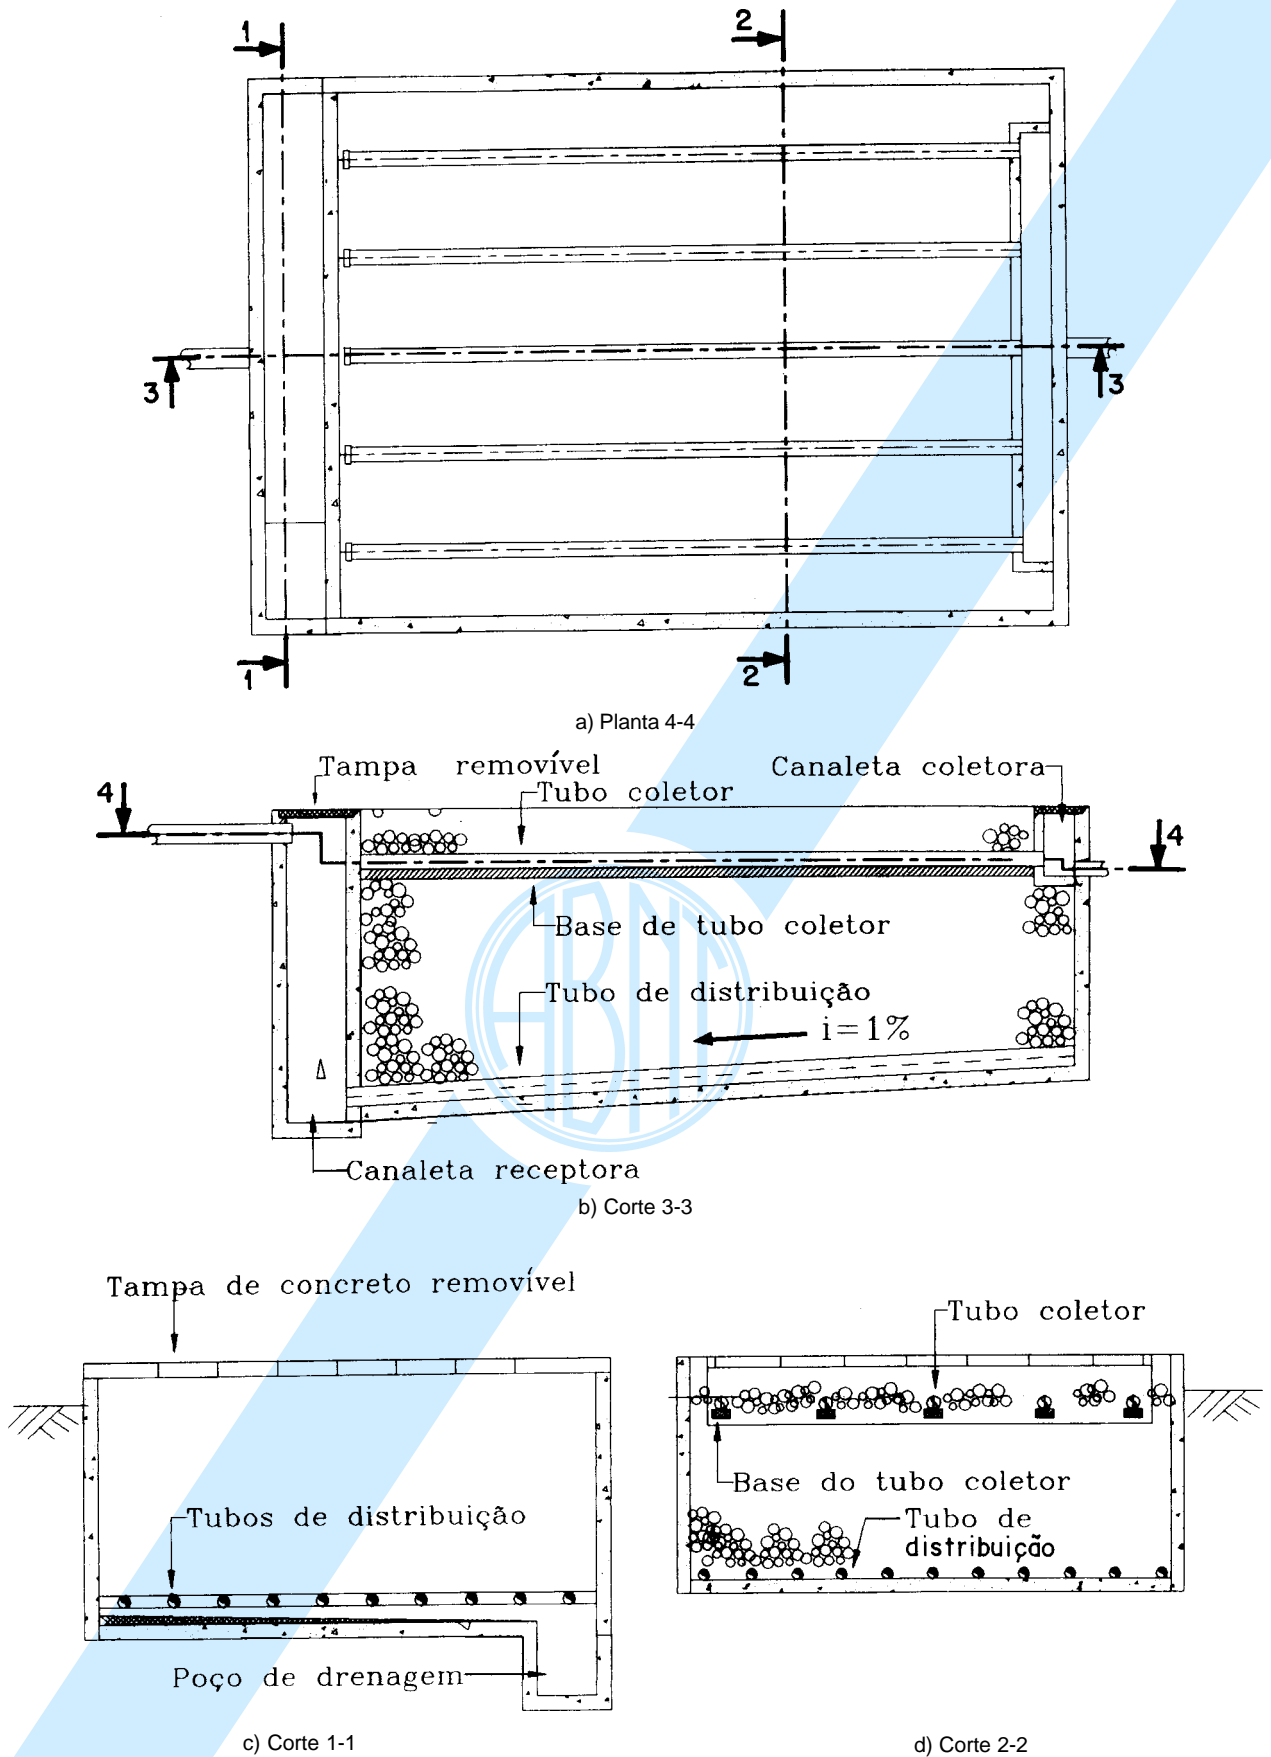 1
2
3
3
1
2
a) Planta 4-4
Tampa removível
Canaleta coletora
Tubo coletor
4
4
Base de tubo coletor
Tubo de distribuição
i=1%
ABNT
Canaleta receptora
b) Corte 3-3
Tampa de concreto removível
Tubo coletor
Base do tubo coletor
Tubos de distribuição
Tubo de
distribuição
Poço de drenagem
c) Corte 1-1
d) Corte 2-2